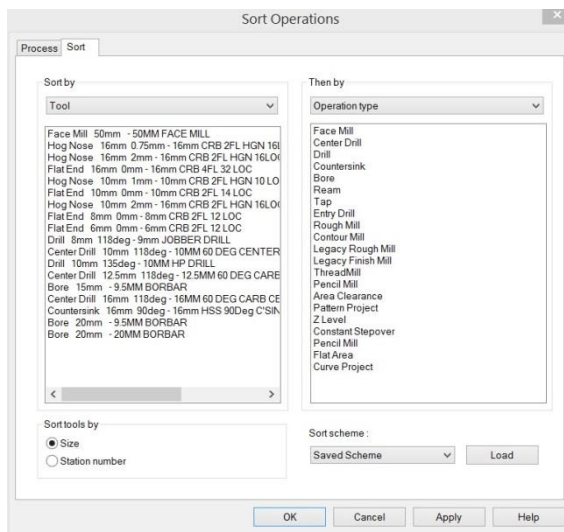 Sort Operations
Process
Sort
Sort by
Tool
Face Mill 50mm - 50MM FACE MILL
Hog Nose 16mm 0.75mm - 16mm CRB 2FL HGN 16L
Hog Nose 16mm 2mm - 16mm CRB 2FL HGN 16LO
Flat End 16mm 0mm - 16mm CRB 4FL 32 LOC
Hog Nose 10mm 1mm - 10mm CRB 2FL HGN 10 LO
Flat End 10mm 0mm - 10mm CRB 2FL 14 LOC
Hog Nose 10mm 2mm - 16mm CRB 2FL HGN 16LO
Flat End 8mm 0mm - 8mm CRB 2FL 12 LOC
Flat End 6mm 0mm - 6mm CRB 2FL 12 LOC
Drill 8mm 118deg - 9mm JOBBER DRILL
Center Drill 10mm 118deg - 10MM 60 DEG CENTER
Drill 10mm 135deg - 10MM HP DRILL
Center Drill 12.5mm 118deg - 12.5MM 60 DEG CARB
Bore 15mm - 9.5MM BORBAR
Center Drill 16mm 118deg - 16MM 60 DEG CARB CE
Countersink 16mm 90deg - 16mm HSS 90Deg C'SIN
Bore 20mm - 9.5MM BORBAR
Bore 20mm - 20MM BORBAR
Sort tools by
Size
Station number
Then by
Operation type
Face Mill
Center Drill
Drill
Countersink
Bore
Ream
Tap
Entry Drill
Rough Mill
Contour Mill
Legacy Rough Mill
Legacy Finish Mill
ThreadMill
Pencil Mill
Area Clearance
Pattern Project
Z Level
Constant Stepover
Pencil Mill
Flat Area
Curve Project
Sort scheme :
Saved Scheme
Load
OK
Cancel
Apply
Help